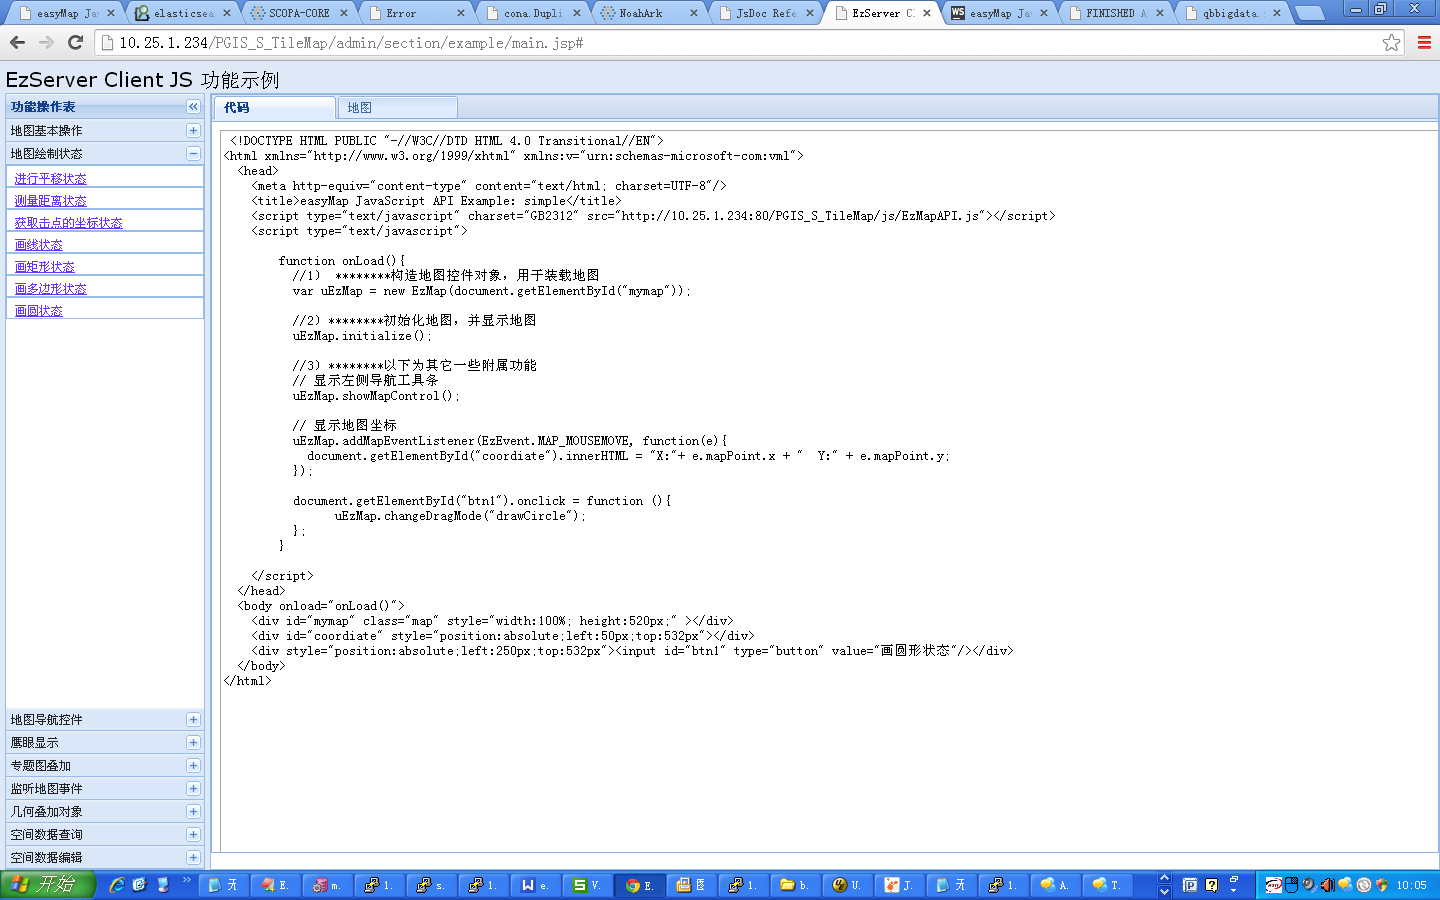 easyMap Ja
elasticsea
SCOPA-CORE
Error
cona.Dupli
NoahArk
JsDoc Refe
EzServer C
easyMap Ja
FINISHED A
qbbigdata.
10.25.1.234/PGIS_S_TileMap/admin/section/example/main.jsp#
EzServer Client JS 功能示例
功能操作表
代码
地图
地图基本操作
地图绘制状态
进行平移状态
测量距离状态
获取击点的坐标状态
画线状态
画矩形状态
画多边形状态
画圆状态
<!DOCTYPE HTML PUBLIC "-//W3C//DTD HTML 4.0 Transitional//EN">
<html xmlns="http://www.w3.org/1999/xhtml" xmlns:v="urn:schemas-microsoft-com:vml">
<head>
<meta http-equiv="content-type" content="text/html; charset=UTF-8"/>
<title>easyMap JavaScript API Example: simple</title>
<script type="text/javascript" charset="GB2312" src="http://10.25.1.234:80/PGIS_S_TileMap/js/EzMapAPI.js"></script>
<script type="text/javascript">
function onLoad(){
//1） ********构造地图控件对象，用于装载地图
var uEzMap = new EzMap(document.getElementById("mymap"));
//2）********初始化地图，并显示地图
uEzMap.initialize();
//3）********以下为其它一些附属功能
// 显示左侧导航工具条
uEzMap.showMapControl();
// 显示地图坐标
uEzMap.addMapEventListener(EzEvent.MAP_MOUSEMOVE, function(e){
document.getElementById("coordiate").innerHTML = "X:"+ e.mapPoint.x + "  Y:" + e.mapPoint.y;
});
document.getElementById("btn1").onclick = function (){
uEzMap.changeDragMode("drawCircle");
};
}
</script>
</head>
<body onload="onLoad()">
<div id="mymap" class="map" style="width:100%; height:520px;" ></div>
<div id="coordiate" style="position:absolute;left:50px;top:532px"></div>
<div style="position:absolute;left:250px;top:532px"><input id="btn1" type="button" value="画圆形状态"/></div>
</body>
</html>
地图导航控件
鹰眼显示
专题图叠加
监听地图事件
几何叠加对象
空间数据查询
空间数据编辑
开始
无
E.
m.
1.
s.
1.
e.
V.
E.
图
1.
b.
U.
J.
无
1.
A.
T.
10:05